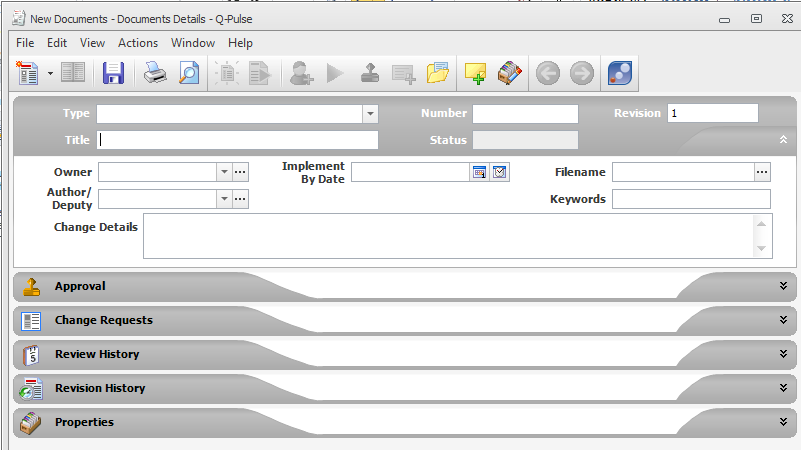 New Documents - Documents Details - Q-Pulse
File Edit View Actions Window Help
Type Number Revision 1
Title Status
Owner Implement By Date Filename
Author/ Deputy Keywords
Change Details
Approval
Change Requests
Review History
Revision History
Properties